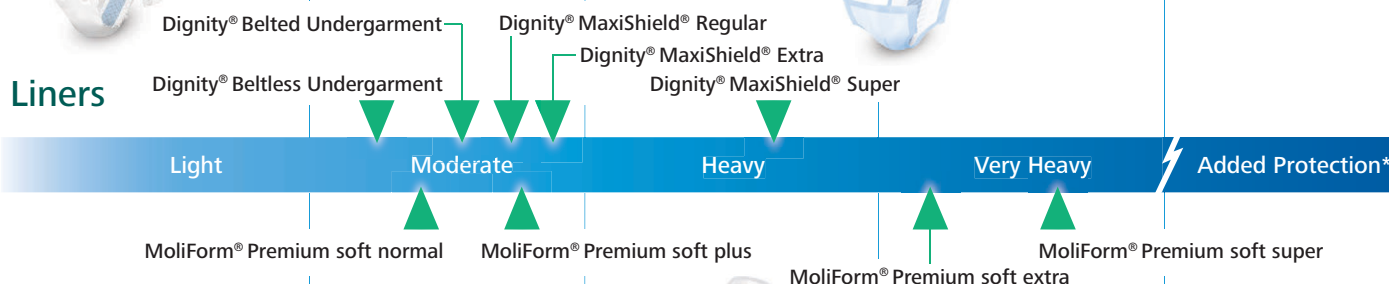 Dignity® Belted Undergarment
Dignity® MaxiShield® Regular
Dignity® MaxiShield® Extra
Liners
Dignity® Beltless Undergarment
Dignity® MaxiShield® Super
Light
Moderate
Heavy
Very Heavy
Added Protection*
MoliForm® Premium soft normal
MoliForm® Premium soft plus
MoliForm® Premium soft super
MoliForm® Premium soft extra